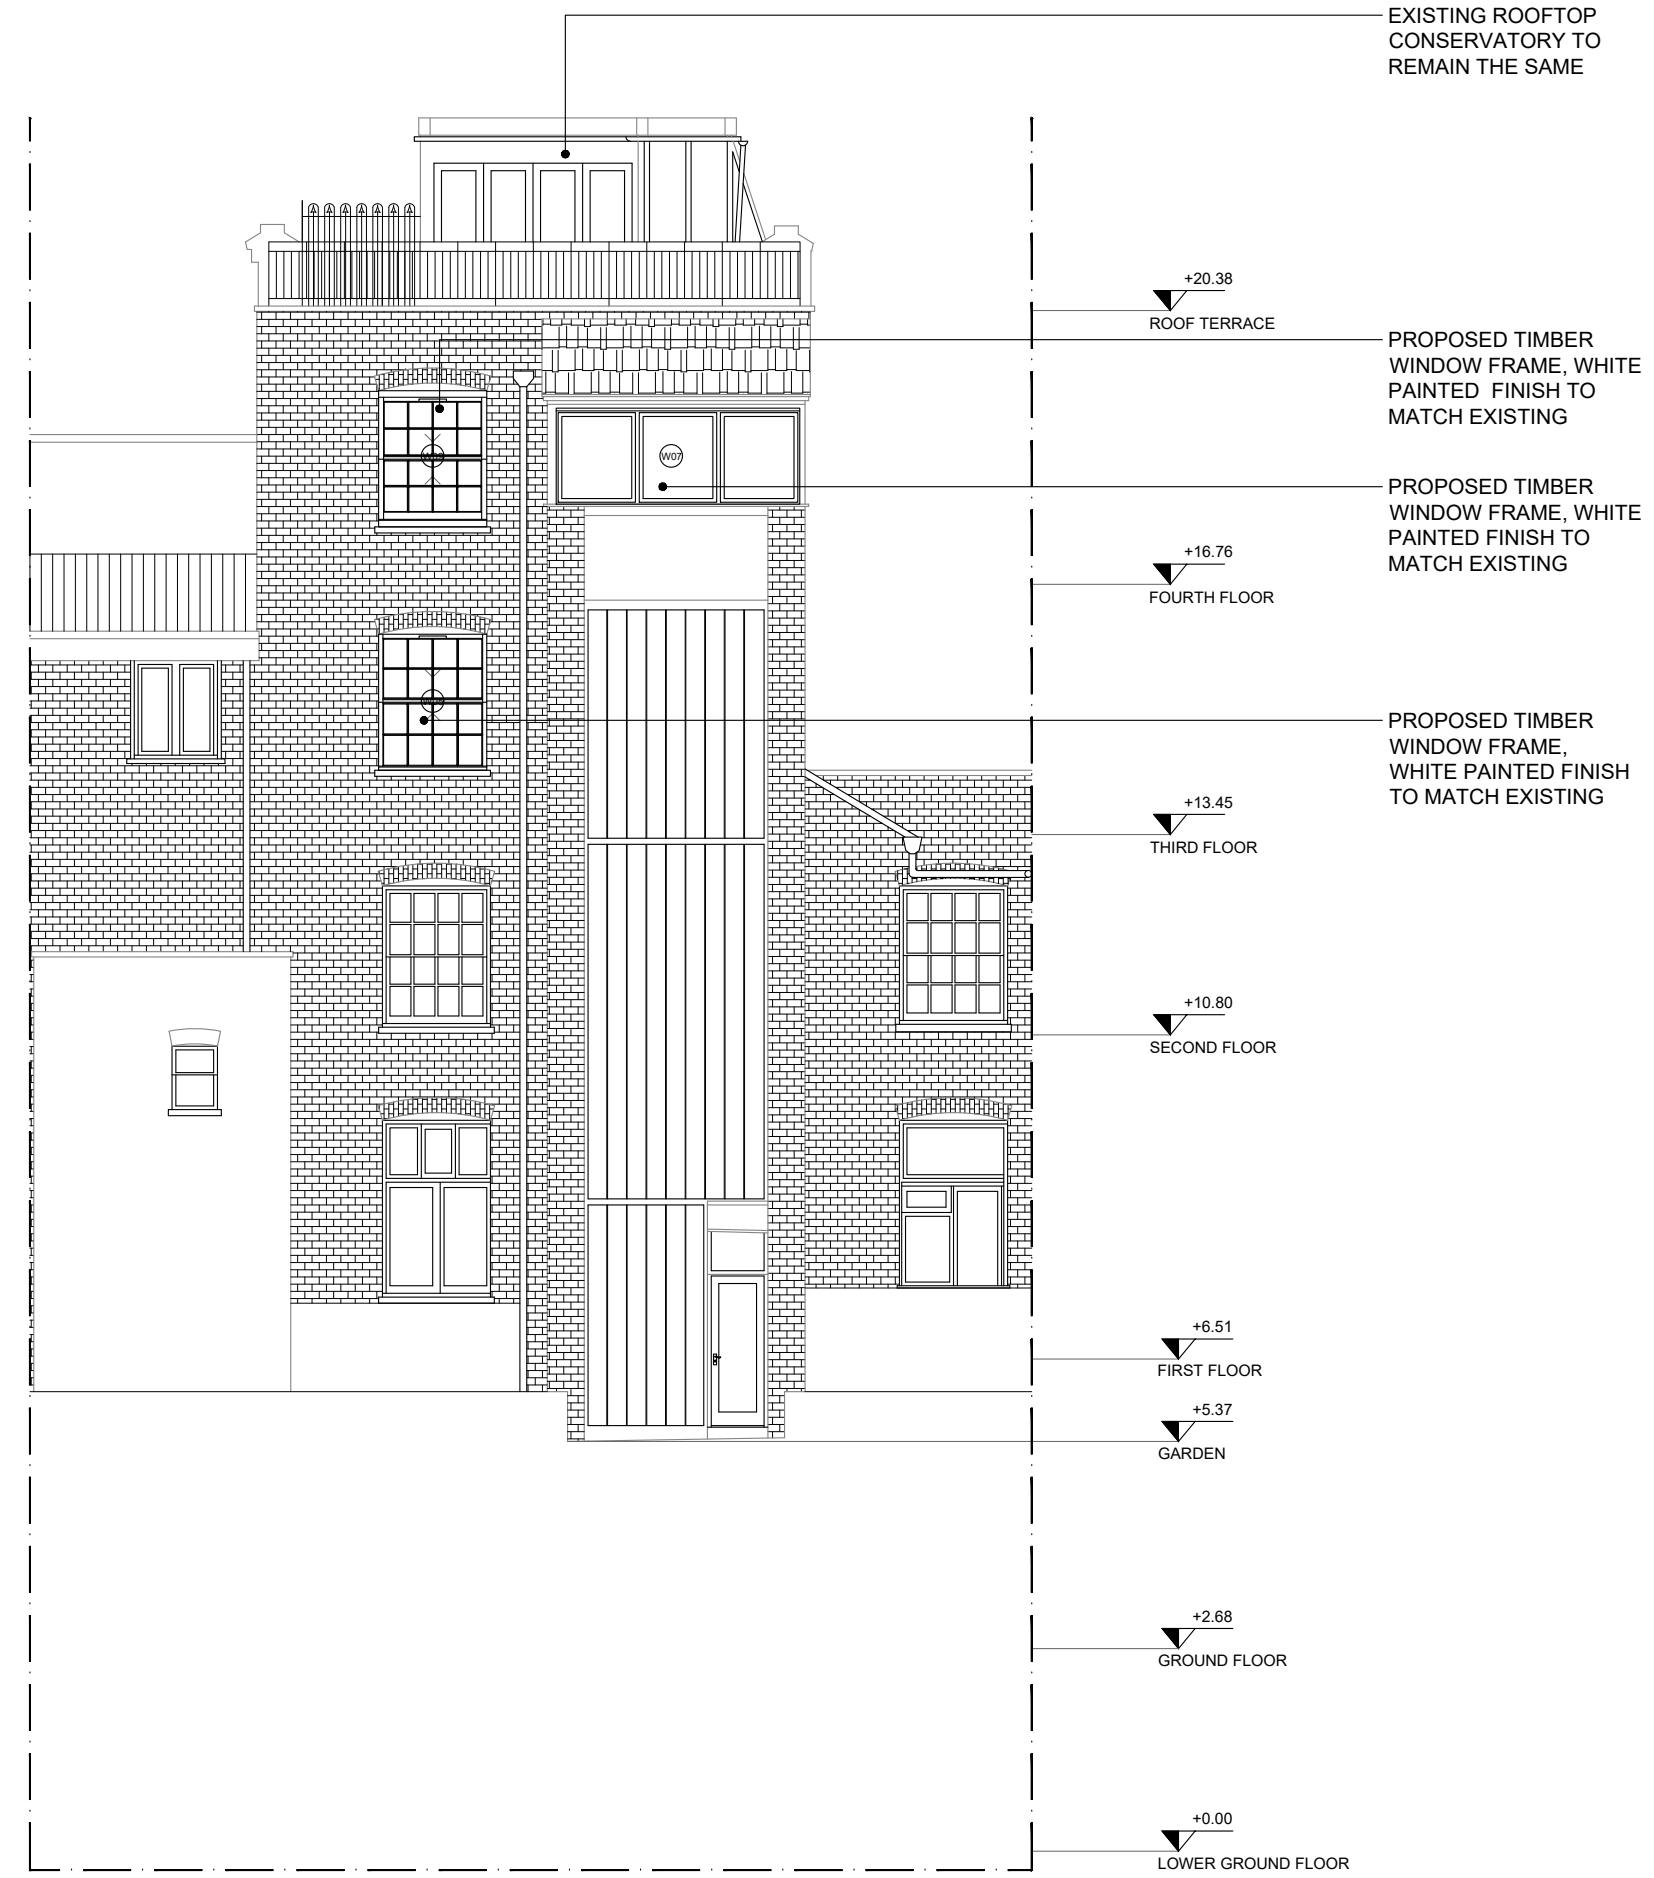 EXISTING ROOFTOP
CONSERVATORY TO
REMAIN THE SAME
+20.38
ROOF TERRACE
PROPOSED TIMBER
WINDOW FRAME, WHITE
PAINTED FINISH TO
MATCH EXISTING
W07
PROPOSED TIMBER
WINDOW FRAME, WHITE
PAINTED FINISH TO
MATCH EXISTING
+16.76
FOURTH FLOOR
PROPOSED TIMBER
WINDOW FRAME,
WHITE PAINTED FINISH
TO MATCH EXISTING
+13.45
THIRD FLOOR
+10.80
SECOND FLOOR
+6.51
FIRST FLOOR
+5.37
GARDEN
+2.68
GROUND FLOOR
+0.00
LOWER GROUND FLOOR